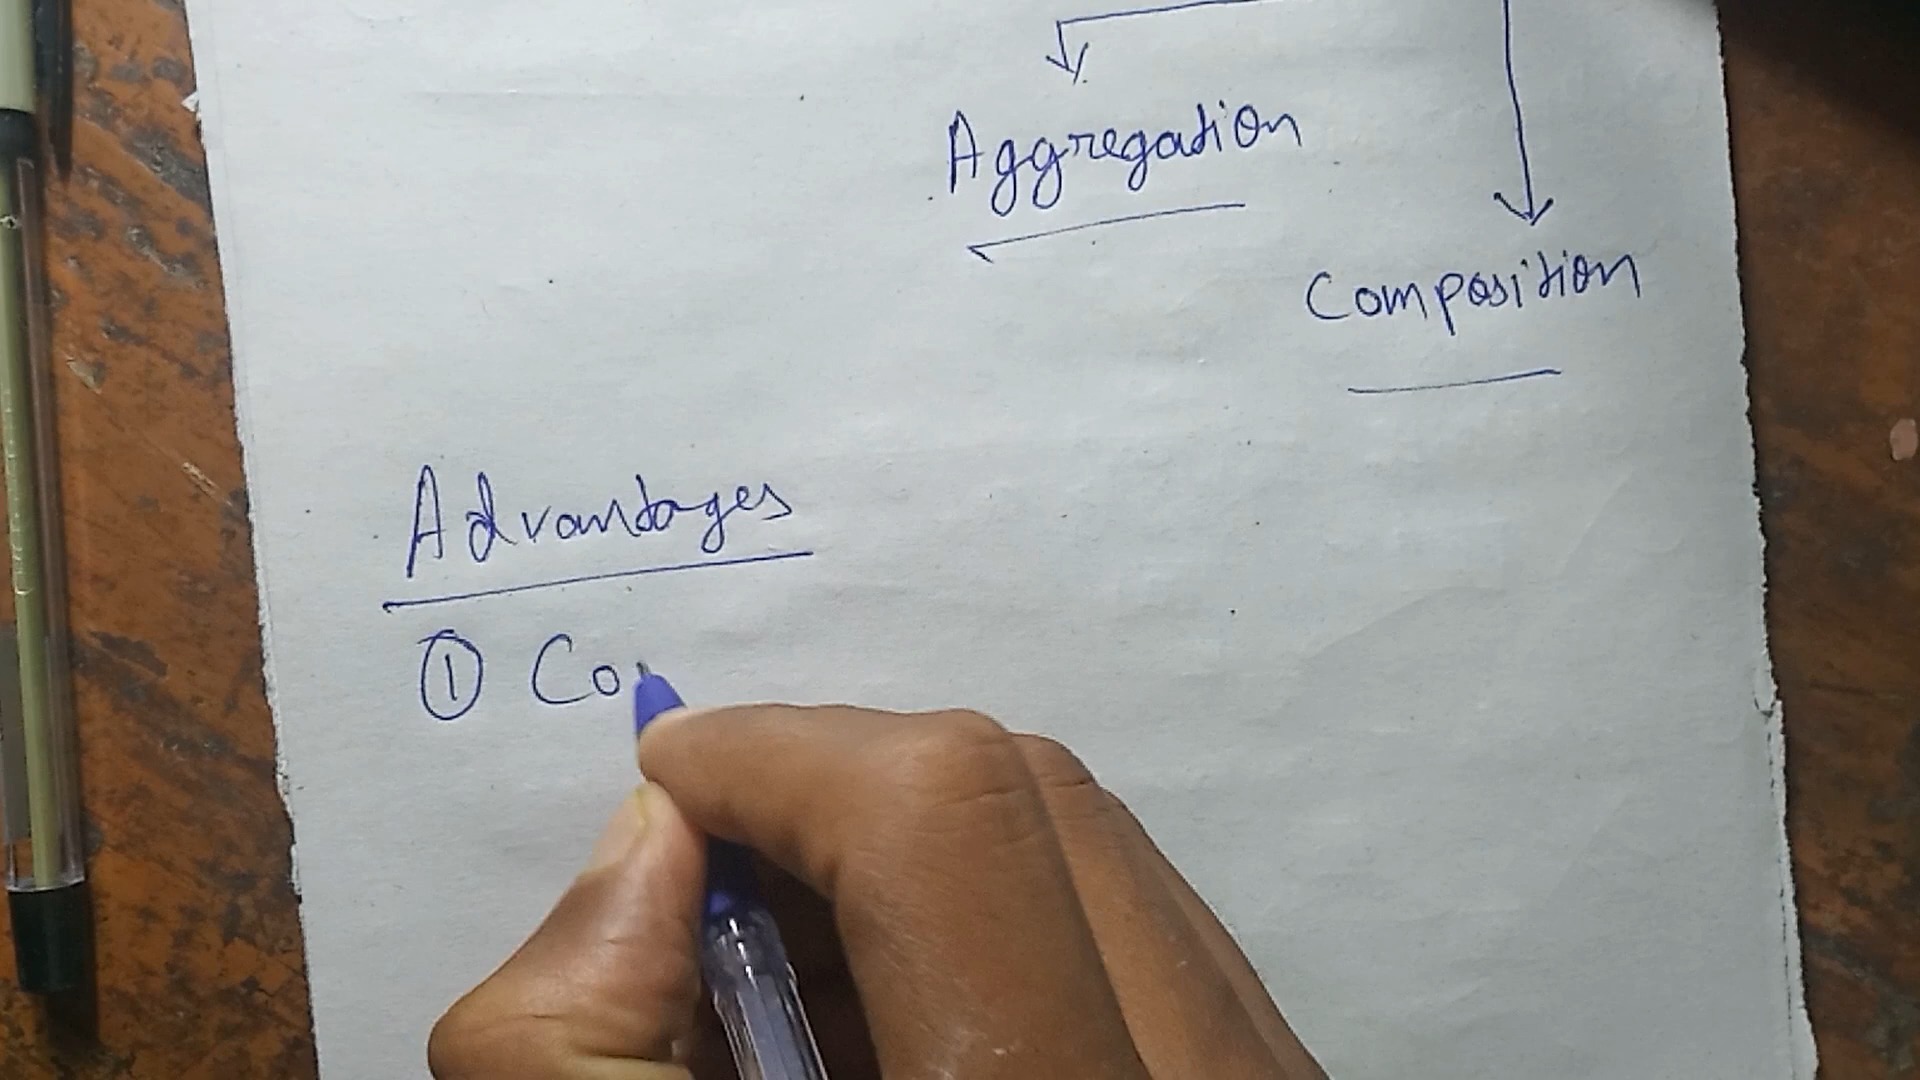 Aggregation
Composition
Advantages
① Co